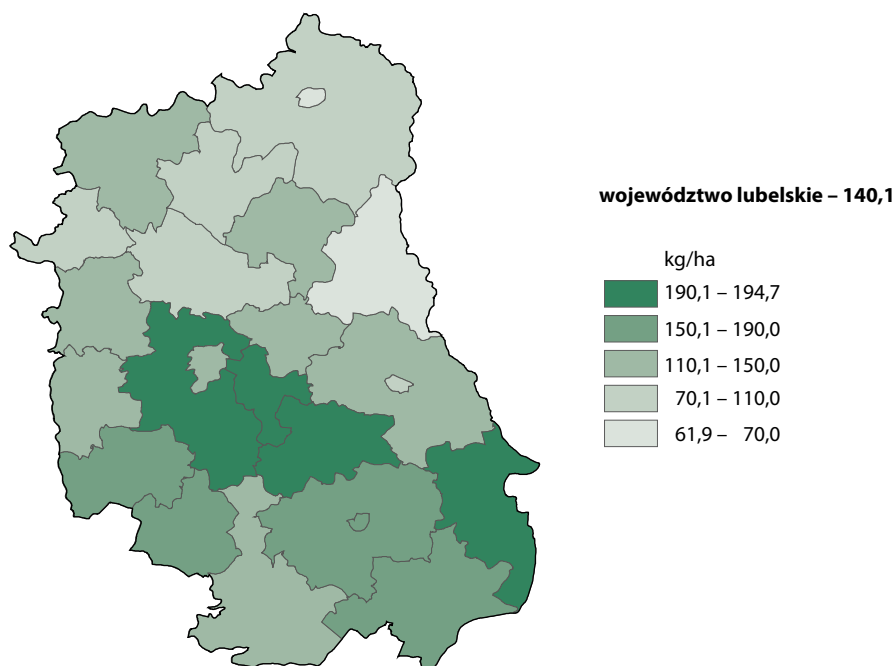 województwo lubelskie – 140,1
kg/ha
190,1 – 194,7
150,1 – 190,0
110,1 – 150,0
70,1 – 110,0
61,9 – 70,0